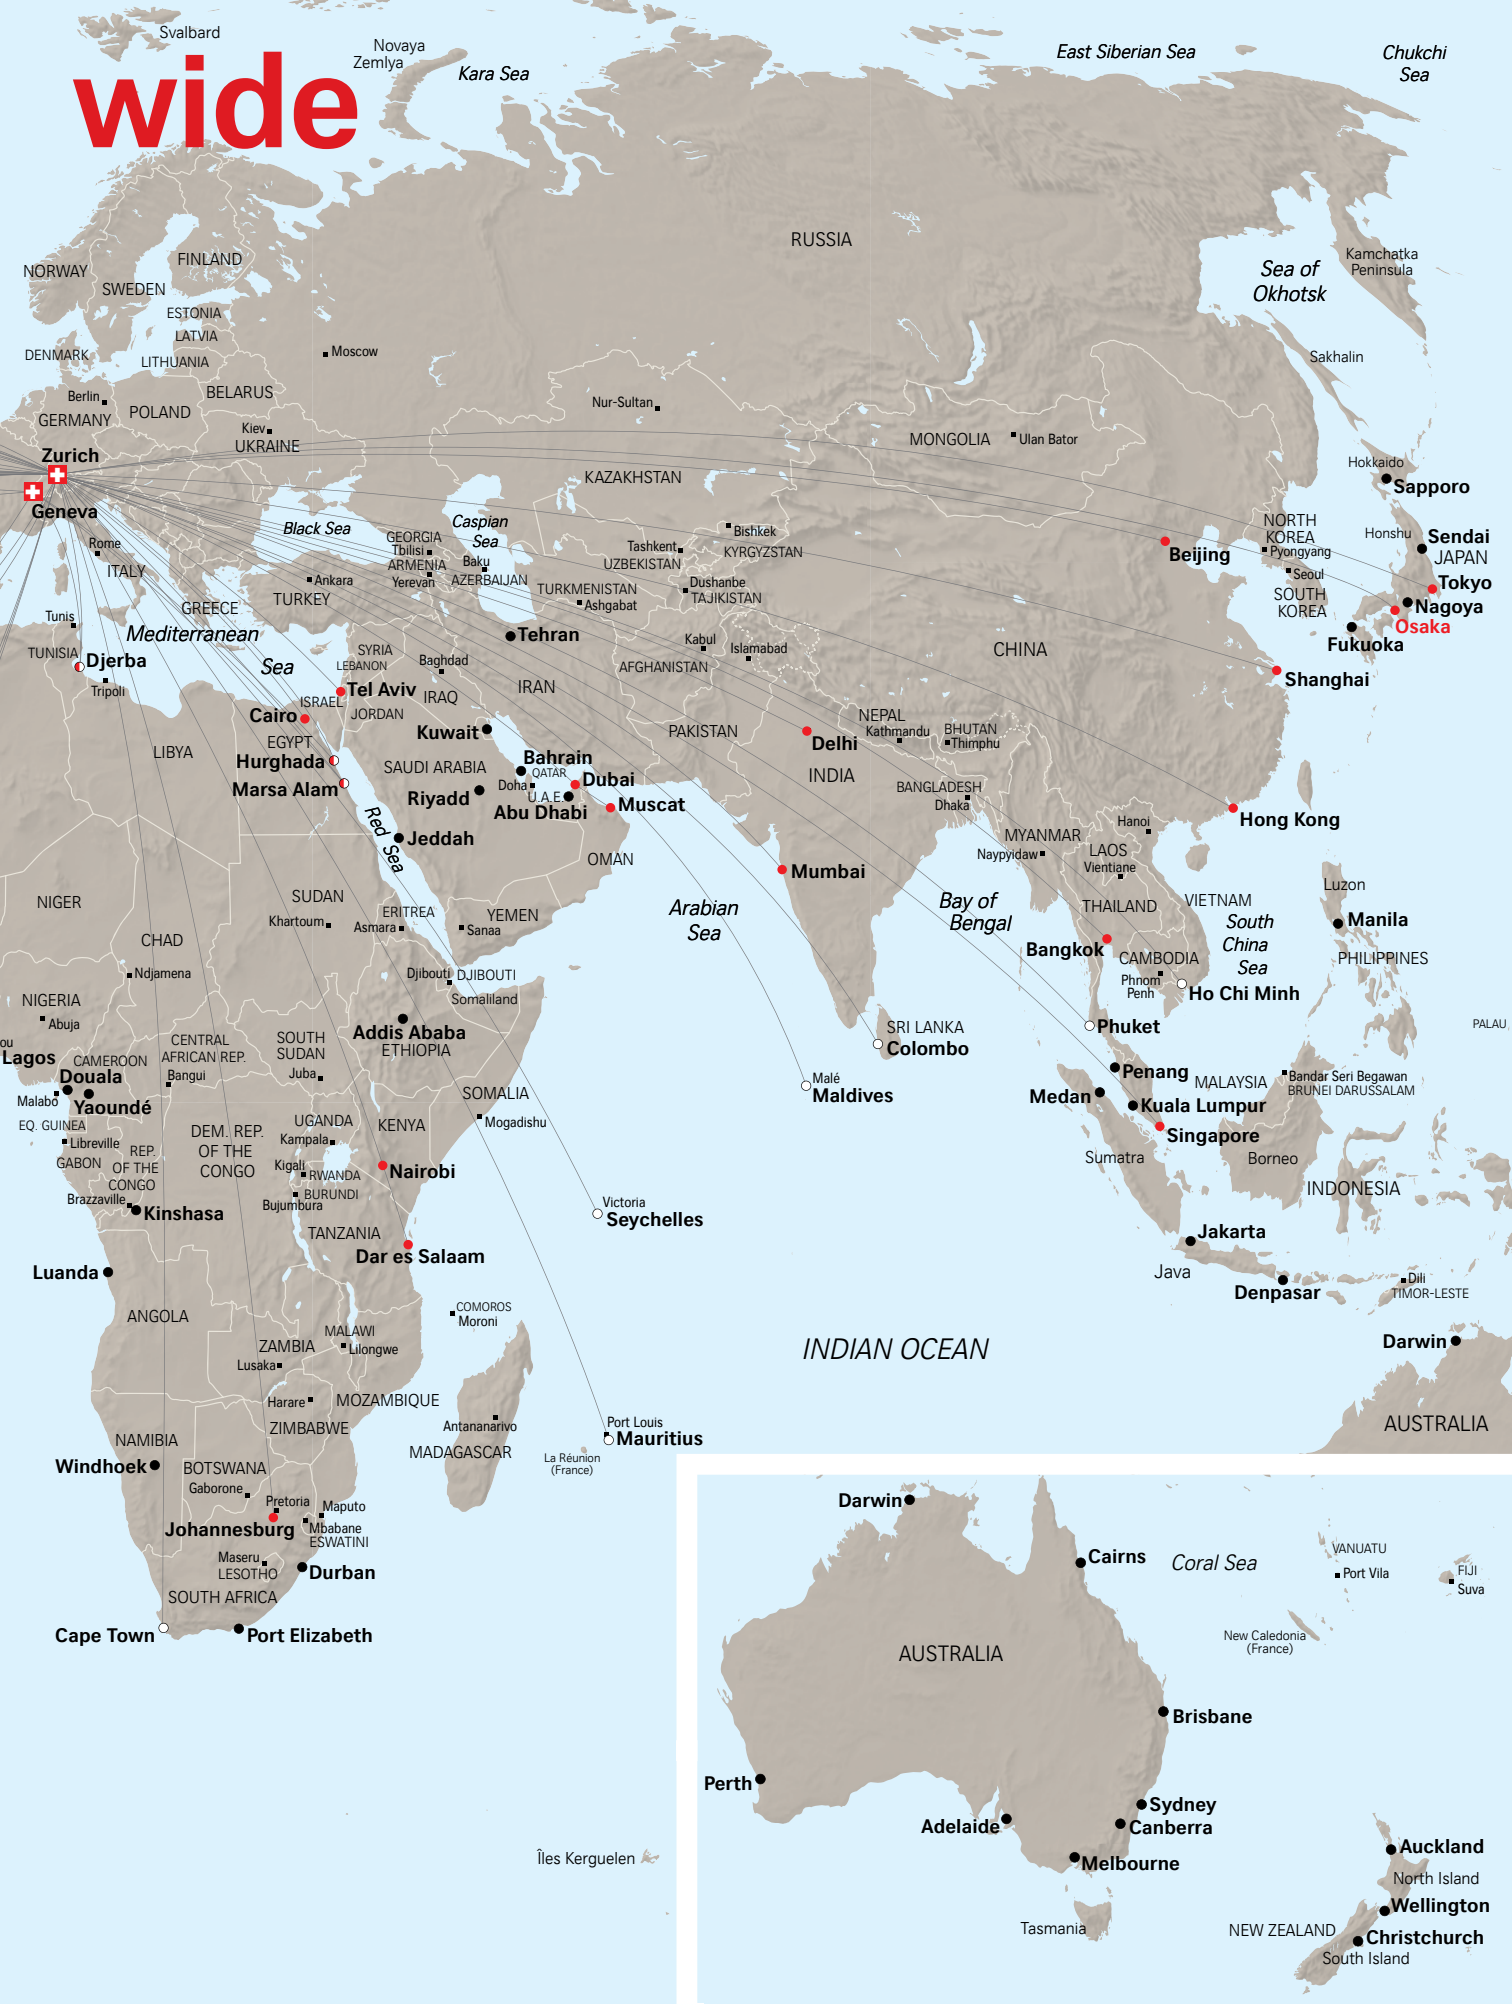 Svalbard
Novaya
Zemlya
Kara Sea
East Siberian Sea
Chukchi
Sea
wide
RUSSIA
NORWAY
FINLAND
SWEDEN
ESTONIA
LATVIA
DENMARK
LITHUANIA
Moscow
Sea of
Okhotsk
Kamchatka
Peninsula
Sakhalin
Berlin
GERMANY
POLAND
BELARUS
Kiev
UKRAINE
Nur-Sultan
MONGOLIA
Ulan Bator
Zurich
Geneva
KAZAKHSTAN
Hokkaido
Sapporo
Rome
ITALY
Black Sea
Caspian
Sea
GEORGIA
Tbilisi
ARMENIA
Yerevan
Baku
AZERBAIJAN
Ankara
TURKEY
GREECE
Bishkek
KYRGYZSTAN
Tashkent
UZBEKISTAN
TURKMENISTAN
Ashgabat
Dushanbe
TAJIKISTAN
Beijing
NORTH
KOREA
Pyongyang
Seoul
SOUTH
KOREA
Honshu
Sendai
JAPAN
Tokyo
Nagoya
Osaka
Fukuoka
Tunis
TUNISIA
Djerba
Tripoli
Mediterranean
Sea
SYRIA
LEBANON
Baghdad
Tehran
Kabul
Islamabad
AFGHANISTAN
CHINA
Shanghai
ISRAEL
Tel Aviv
IRAQ
IRAN
JORDAN
Cairo
EGYPT
Hurghada
Marsa Alam
LIBYA
Kuwait
SAUDI ARABIA
Bahrain
QATAR
Doha
U.A.E.
Dubai
Riyadd
Abu Dhabi
Muscat
PAKISTAN
Delhi
NEPAL
Kathmandu
BHUTAN
Thimphu
INDIA
BANGLADESH
Dhaka
Red Sea
Jeddah
OMAN
Mumbai
MYANMAR
Naypyidaw
Hanoi
LAOS
Vientiane
Hong Kong
NIGER
SUDAN
Khartoum
ERITREA
Asmara
YEMEN
Sanaa
Arabian
Sea
Bay of
Bengal
THAILAND
VIETNAM
South
China
Sea
Luzon
Manila
PHILIPPINES
CHAD
Ndjamena
Djibouti
DJIBOUTI
Somaliland
Bangkok
CAMBODIA
Phnom
Penh
Ho Chi Minh
NIGERIA
Abuja
ou
Lagos
CAMEROON
Douala
Yaoundé
Malabo
EQ. GUINEA
CENTRAL
AFRICAN REP.
Bangui
SOUTH
SUDAN
Juba
Addis Ababa
ETHIOPIA
SRI LANKA
Colombo
Phuket
PALAU
Malé
Maldives
Penang
Medan
MALAYSIA
Kuala Lumpur
Singapore
Bandar Seri Begawan
BRUNEI DARUSSALAM
SOMALIA
Mogadishu
UGANDA
Kampala
KENYA
Libreville
GABON
REP.
OF THE
CONGO
DEM. REP.
OF THE
CONGO
Kigali
RWANDA
Nairobi
BURUNDI
Bujumbura
Brazzaville
Kinshasa
Sumatra
Borneo
INDONESIA
Victoria
Seychelles
TANZANIA
Dar es Salaam
Jakarta
Java
Denpasar
Dili
TIMOR-LESTE
Luanda
ANGOLA
COMOROS
Moroni
MALAWI
Lilongwe
ZAMBIA
Lusaka
INDIAN OCEAN
Darwin
AUSTRALIA
Harare
MOZAMBIQUE
ZIMBABWE
Antananarivo
MADAGASCAR
Port Louis
Mauritius
La Réunion
(France)
NAMIBIA
Windhoek
BOTSWANA
Gaborone
Pretoria
Maputo
Johannesburg
Mbabane
ESWATINI
Maseru
LESOTHO
Durban
SOUTH AFRICA
Cape Town
Port Elizabeth
Îles Kerguelen
Darwin
Cairns
Coral Sea
VANUATU
Port Vila
FIJI
Suva
New Caledonia
(France)
AUSTRALIA
Brisbane
Perth
Adelaide
Sydney
Canberra
Melbourne
Tasmania
Auckland
North Island
Wellington
NEW ZEALAND
Christchurch
South Island